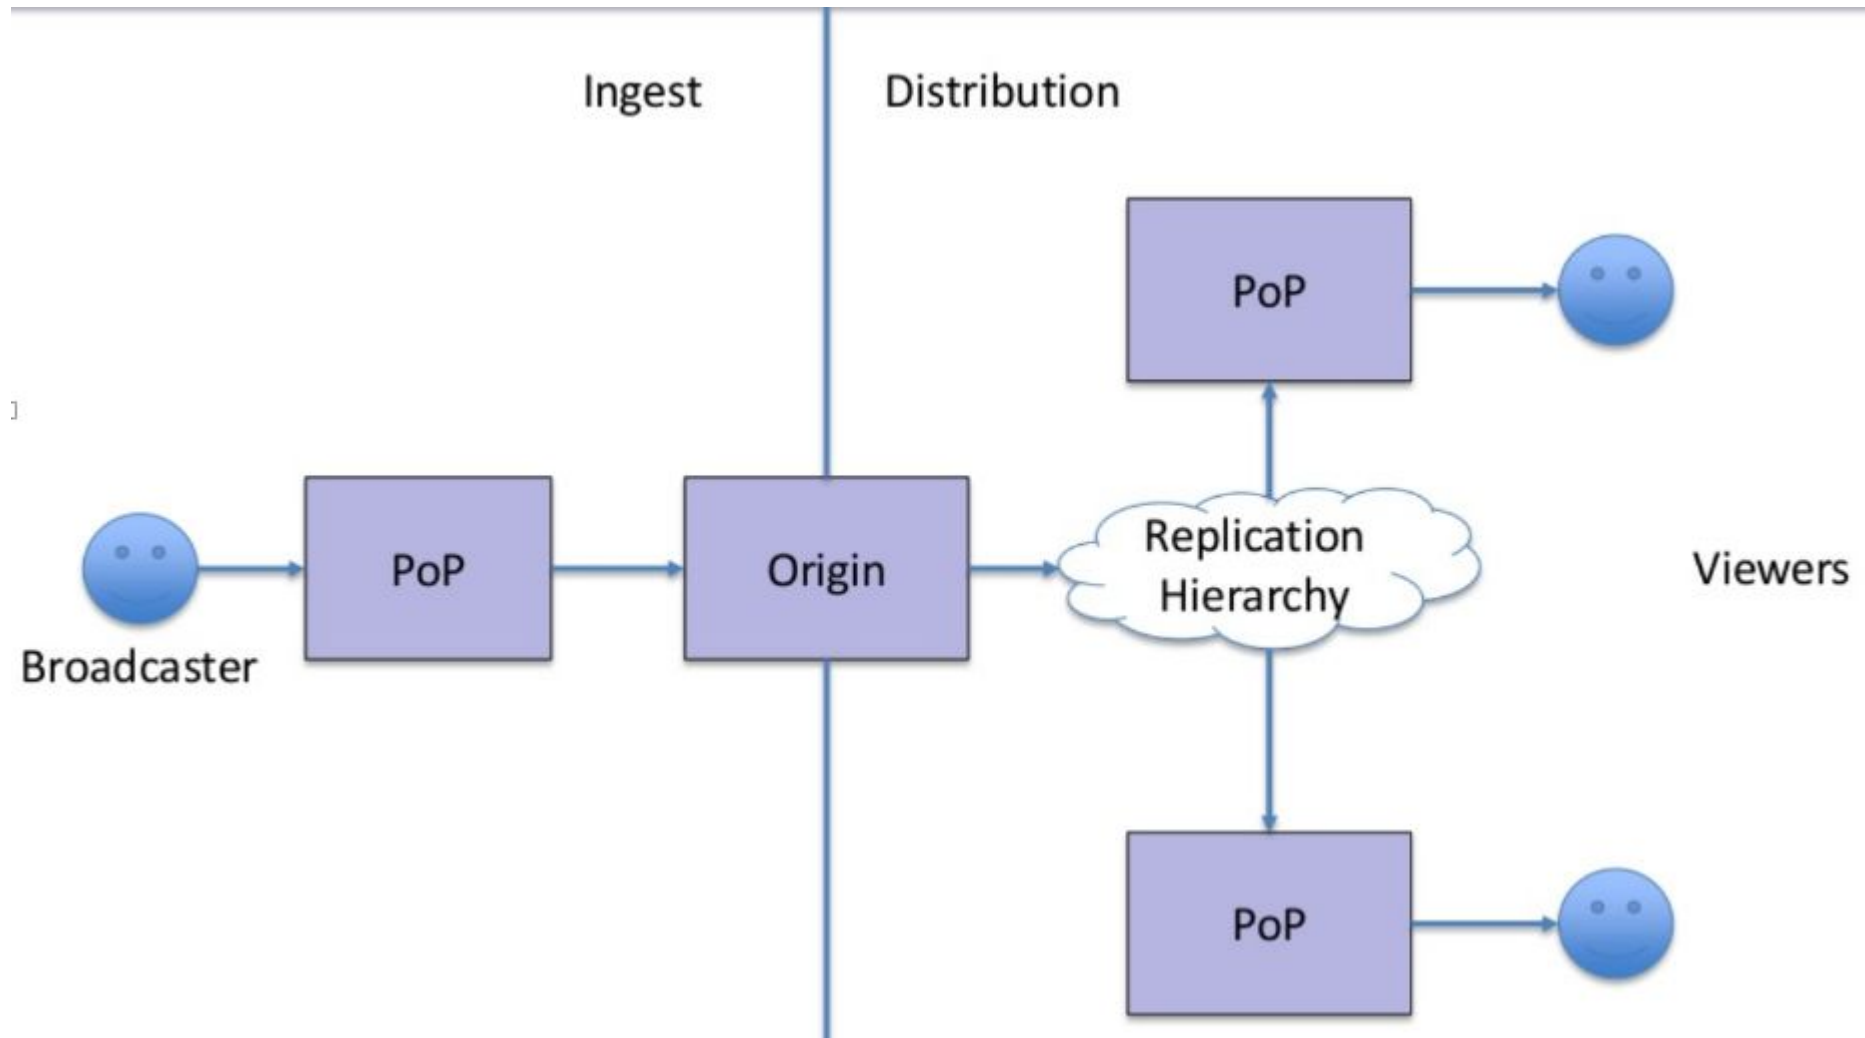 Ingest
Distribution
PoP
PoP
Origin
Replication
Hierarchy
Viewers
Broadcaster
PoP